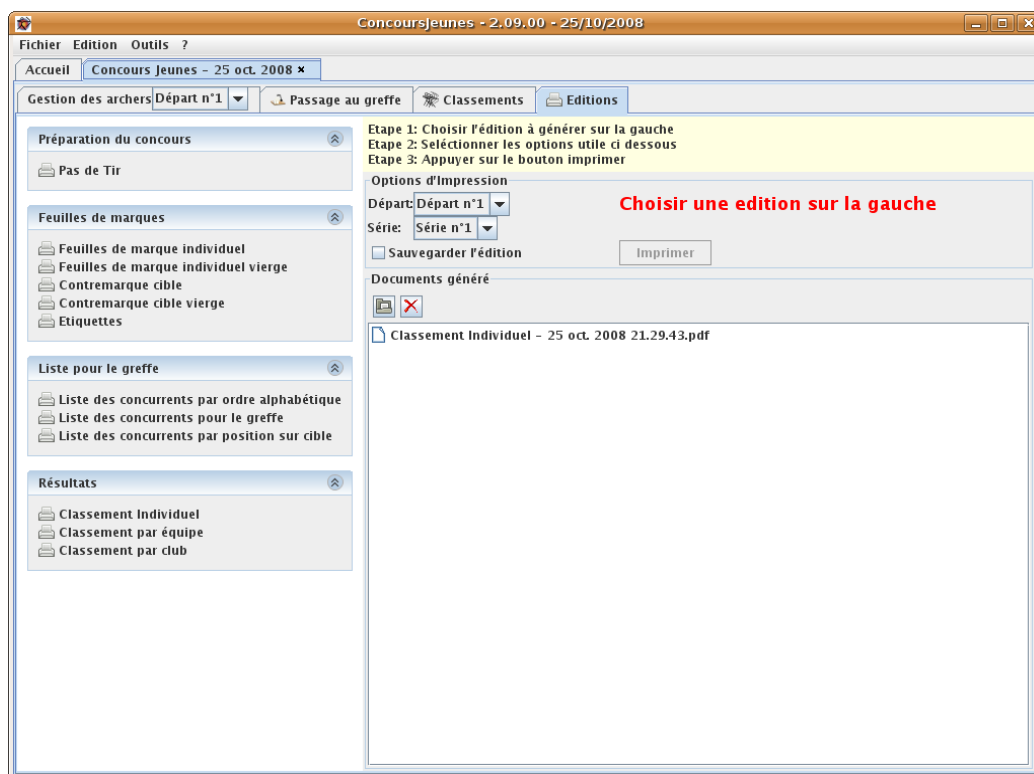 ConcoursJeunes - 2.09.00 - 25/10/2008
Fichier Edition Outils ?
Accueil
Concours Jeunes - 25 oct. 2008 ×
Gestion des archers Départ n°1
Passage au greffe
Classements
Editions
Préparation du concours
Pas de Tir
Feuilles de marques
Feuilles de marque individuel
Feuilles de marque individuel vierge
Contremarque cible
Contremarque cible vierge
Etiquettes
Liste pour le greffe
Liste des concurrents par ordre alphabétique
Liste des concurrents pour le greffe
Liste des concurrents par position sur cible
Résultats
Classement Individuel
Classement par équipe
Classement par club
Etape 1: Choisir l'édition à générer sur la gauche
Etape 2: Seléctionner les options utile ci dessous
Etape 3: Appuyer sur le bouton imprimer
Options d'Impression
Départ: Départ n°1
Série: Série n°1
Sauvegarder l'édition
Choisir une edition sur la gauche
Imprimer
Documents généré
Classement Individuel - 25 oct. 2008 21.29.43.pdf